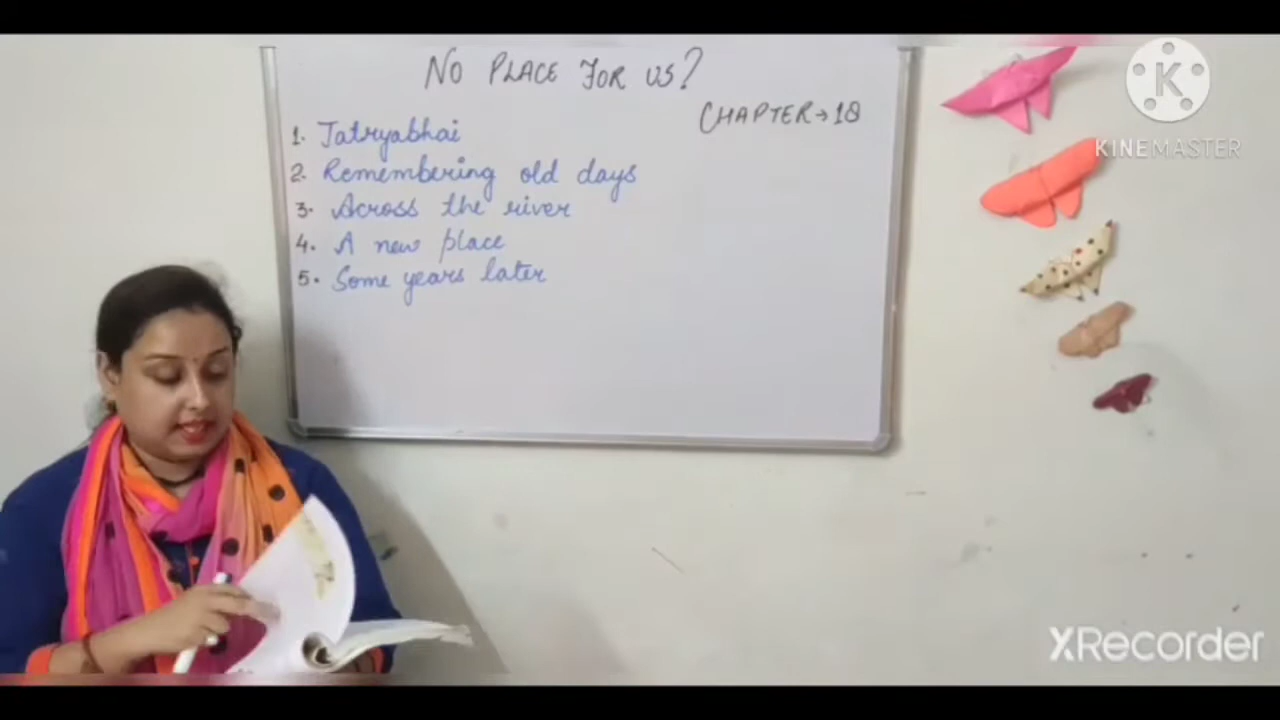 NO PLACE FOR US?
CHAPTER→18
1. Jatryabhai
2. Remembering old days
3. Across the river
4. A new place
5. Some years later
K
KINEMASTER
XRecorder